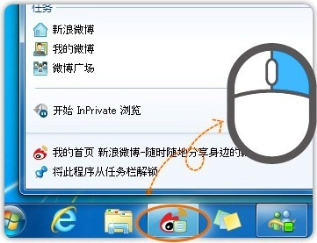 任务
新浪微博
我的微博
微博广场
开始 InPrivate 浏览
我的首页 新浪微博-随时随地分享身边的
将此程序从任务栏解锁